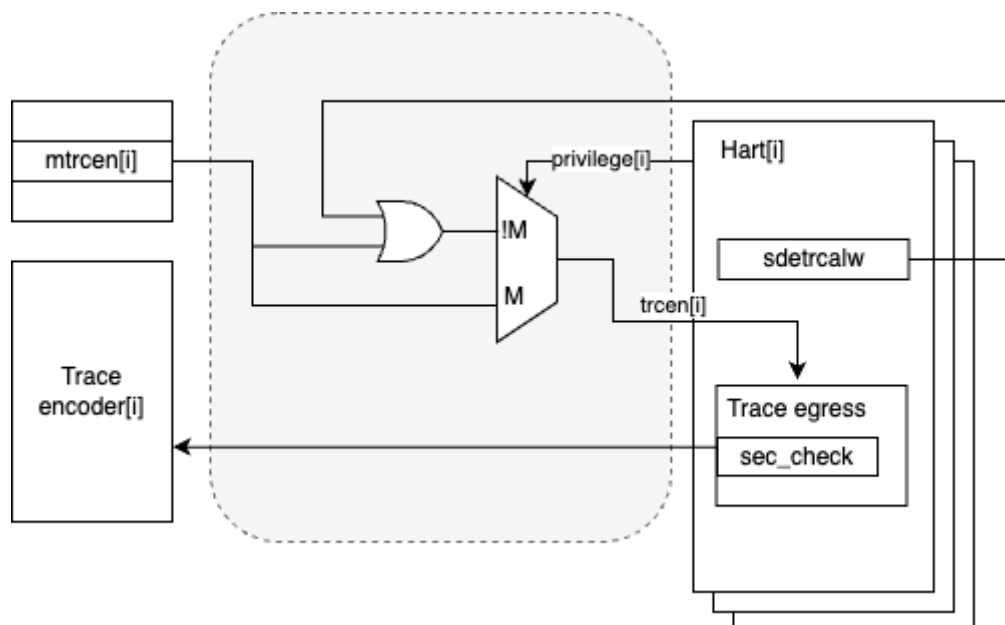 mtrcen[i]
privilege[i]
Hart[i]
!M
M
sdetrcalw
trcen[i]
Trace
encoder[i]
Trace egress
sec_check